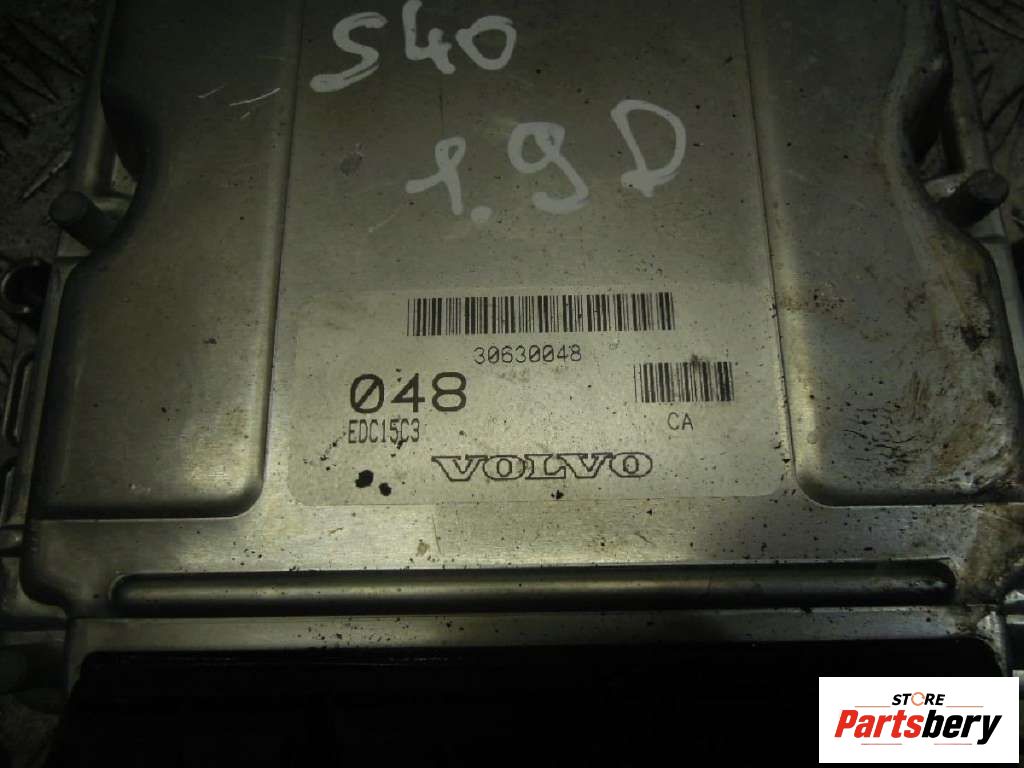 S40
1.9D
30630048
048
EDC15C3
CA
VOLVO
STORE
Partsbery